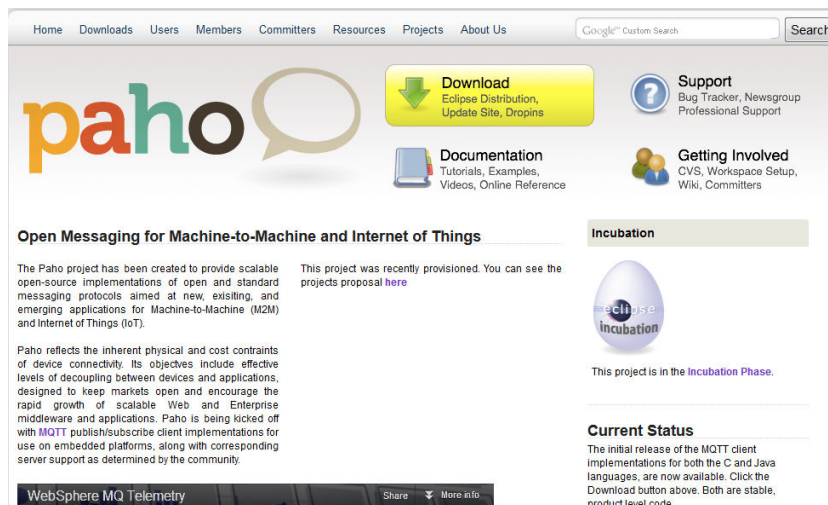 Home Downloads Users Members Committers Resources Projects About Us
Google™ Custom Search
Search
paho
Download
Eclipse Distribution,
Update Site, Dropins
Support
Bug Tracker, Newsgroup
Professional Support
Documentation
Tutorials, Examples,
Videos, Online Reference
Getting Involved
CVS, Workspace Setup,
Wiki, Committers
Open Messaging for Machine-to-Machine and Internet of Things
The Paho project has been created to provide scalable
open-source implementations of open and standard
messaging protocols aimed at new, exisiting, and
emerging applications for Machine-to-Machine (M2M)
and Internet of Things (IoT).
Paho reflects the inherent physical and cost contraints
of device connectivity. Its objectves include effective
levels of decoupling between devices and applications,
designed to keep markets open and encourage the
rapid growth of scalable Web and Enterprise
middleware and applications. Paho is being kicked off
with MQTT publish/subscribe client implementations for
use on embedded platforms, along with corresponding
server support as determined by the community.
This project was recently provisioned. You can see the
projects proposal here
WebSphere MQ Telemetry
Share
More info
Incubation
eclipse
incubation
This project is in the Incubation Phase.
Current Status
The initial release of the MQTT client
implementations for both the C and Java
languages, are now available. Click the
Download button above. Both are stable,
product level code